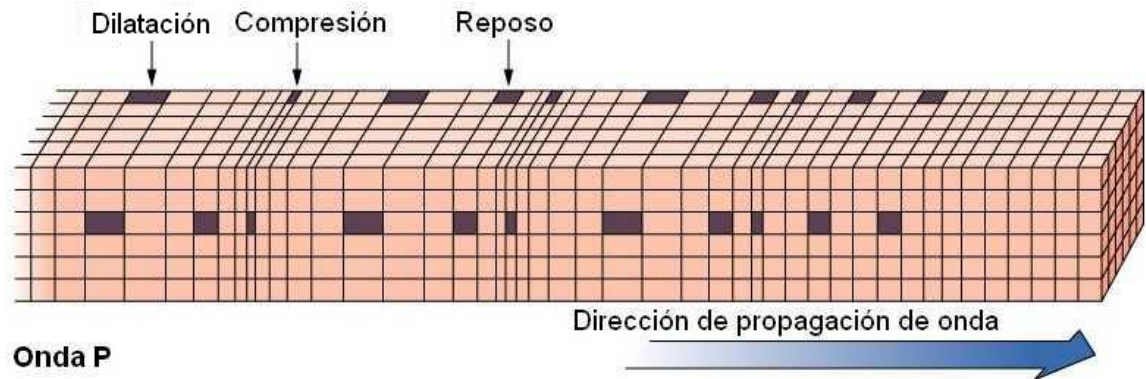 Dilatación Compresión Reposo
Dirección de propagación de onda
Onda P